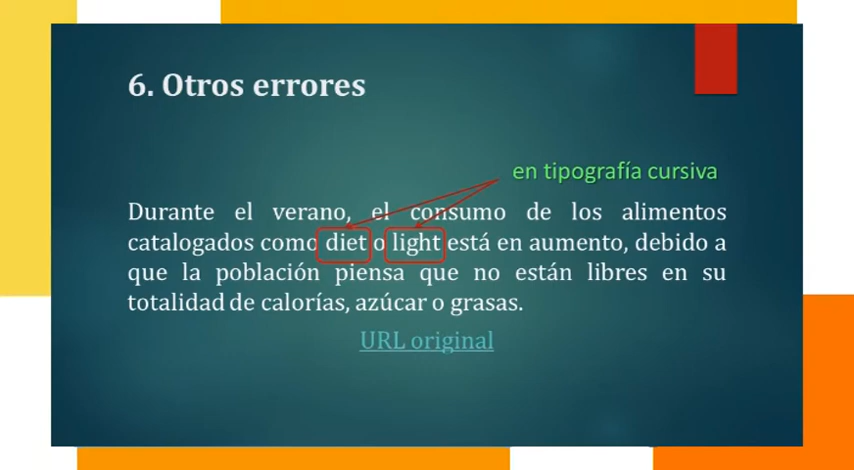 6. Otros errores
en tipografía cursiva
Durante el verano, el consumo de los alimentos
catalogados como diet o light está en aumento, debido a
que la población piensa que no están libres en su
totalidad de calorías, azúcar o grasas.
URL original